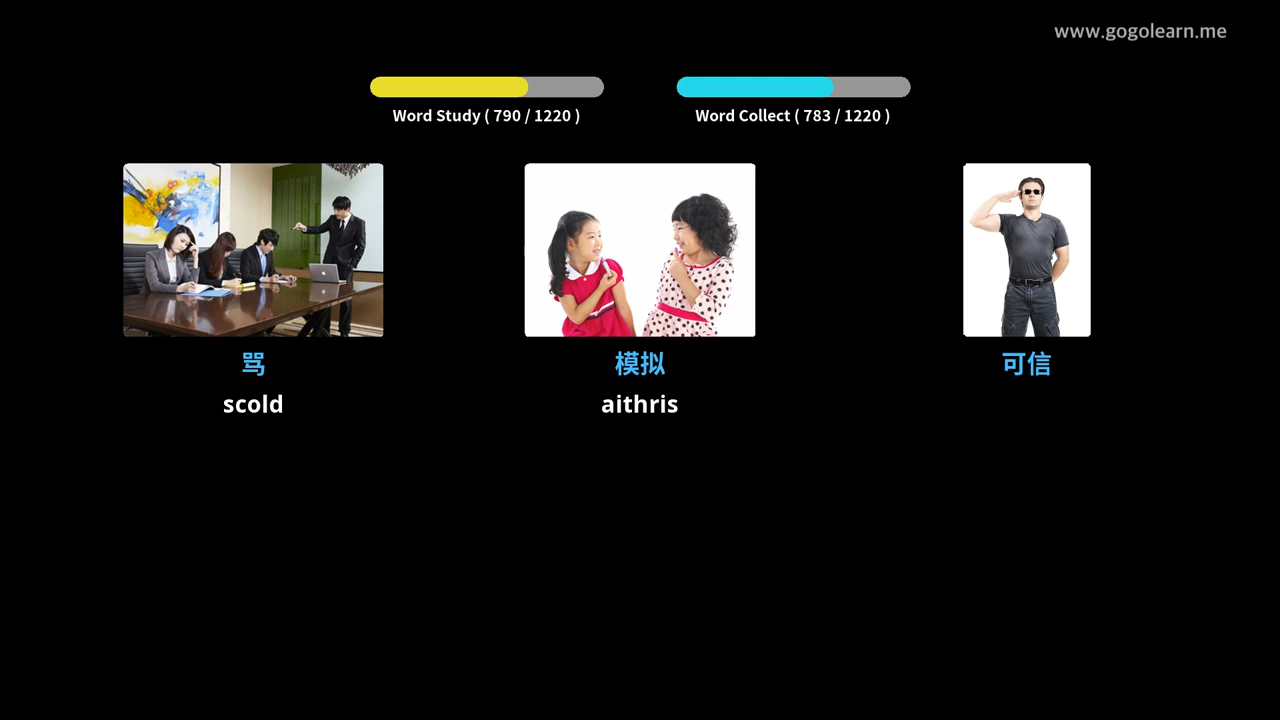 www.gogolearn.me
Word Study ( 790 / 1220 )
Word Collect ( 783 / 1220 )
骂
模拟
可信
scold
aithris